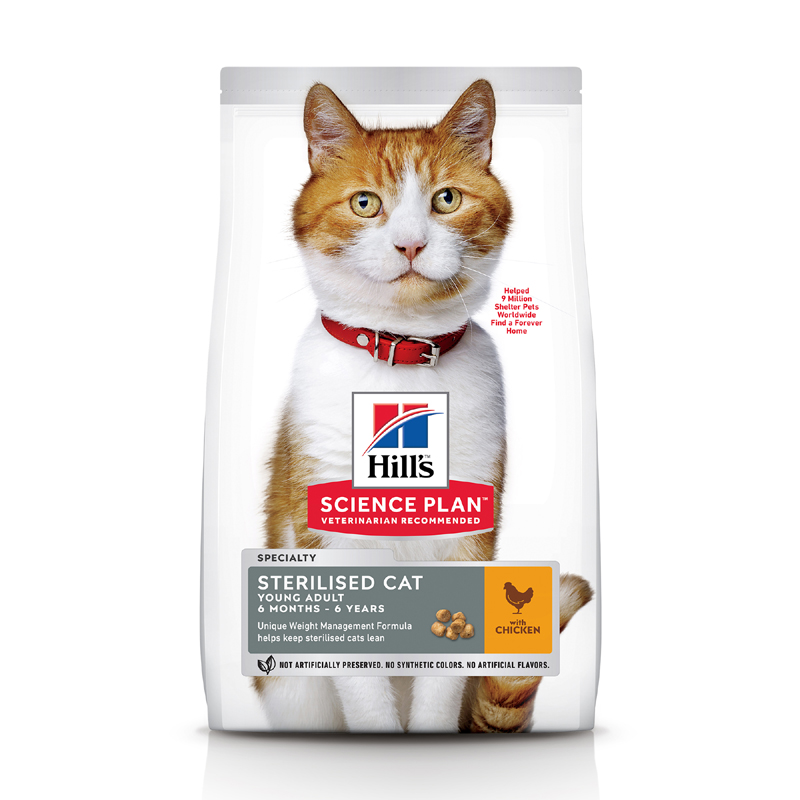 Helped
9 Million
Shelter Pets
Worldwide
Find a Forever
Home
Hill's™
SCIENCE PLAN™
VETERINARIAN RECOMMENDED
SPECIALTY
STERILISED CAT
YOUNG ADULT
6 MONTHS - 6 YEARS
Unique Weight Management Formula
helps keep sterilised cats lean
with
CHICKEN
NOT ARTIFICIALLY PRESERVED. NO SYNTHETIC COLORS. NO ARTIFICIAL FLAVORS.